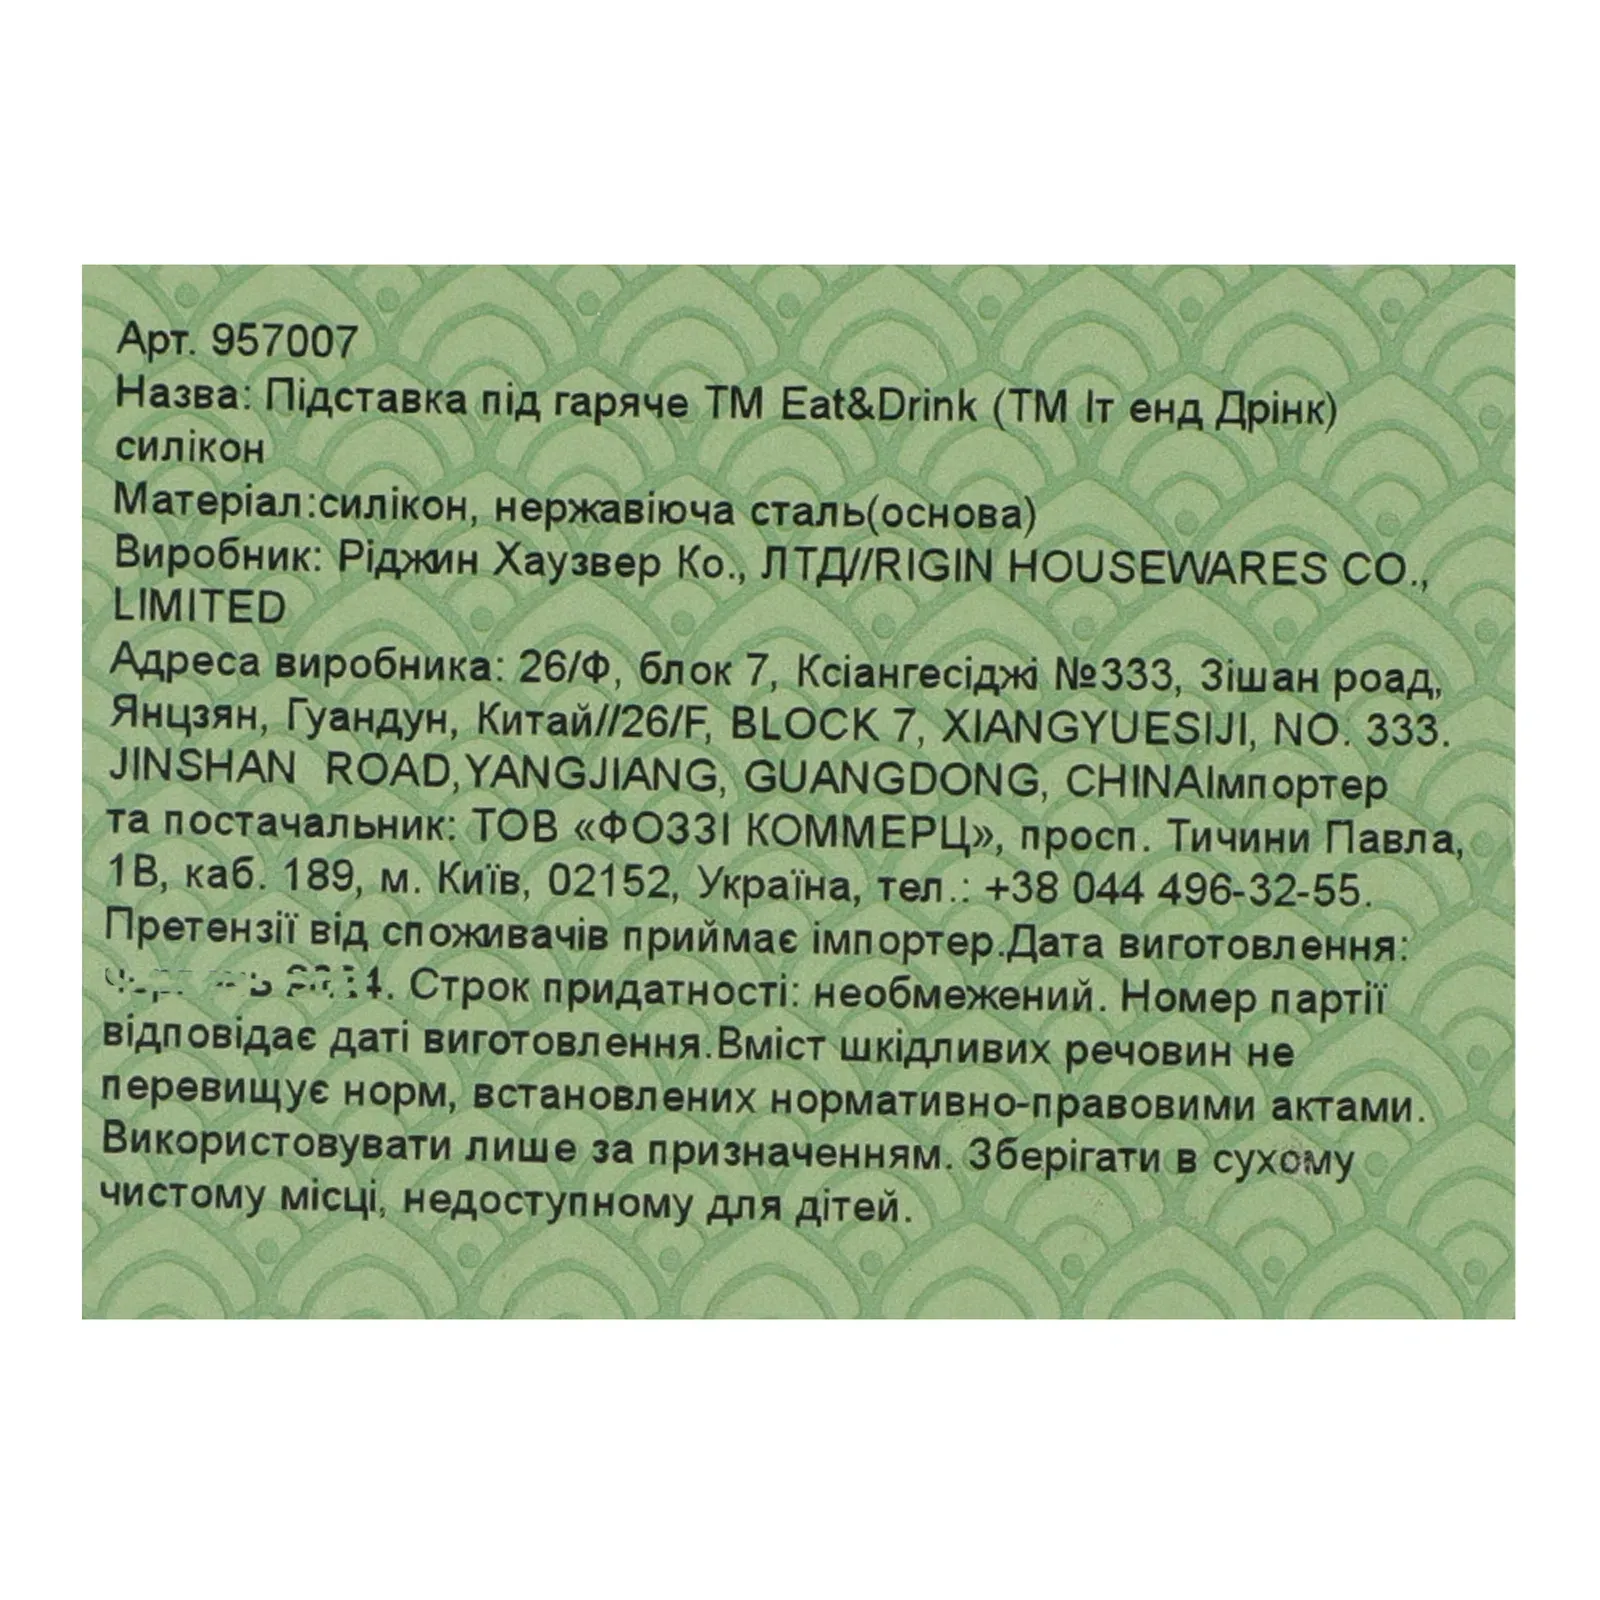 Арт. 957007
Назва: Підставка під гаряче ТМ Eat&Drink (ТМ Іт енд Дрінк)
силікон
Матеріал:силікон, нержавіюча сталь(основа)
Виробник: Ріджин Хаузвер Ко., ЛТД//RIGIN HOUSEWARES CO.,
LIMITED
Адреса виробника: 26/Ф, блок 7, Ксіангесіджі №333, Зішан роад,
Янцзян, Гуандун, Китай//26/F, BLOCK 7, XIANGYUESIJI, NO. 333.
JINSHAN ROAD,YANGJIANG, GUANGDONG, CHINAІмпортер
та постачальник: ТОВ «ФОЗЗІ КОММЕРЦ», просп. Тичини Павла,
1В, каб. 189, м. Київ, 02152, Україна, тел.: +38 044 496-32-55.
Претензії від споживачів приймає імпортер.Дата виготовлення:
Строк придатності: необмежений. Номер партії
відповідає даті виготовлення.Вміст шкідливих речовин не
перевищує норм, встановлених нормативно-правовими актами.
Використовувати лише за призначенням. Зберігати в сухому
чистому місці, недоступному для дітей.